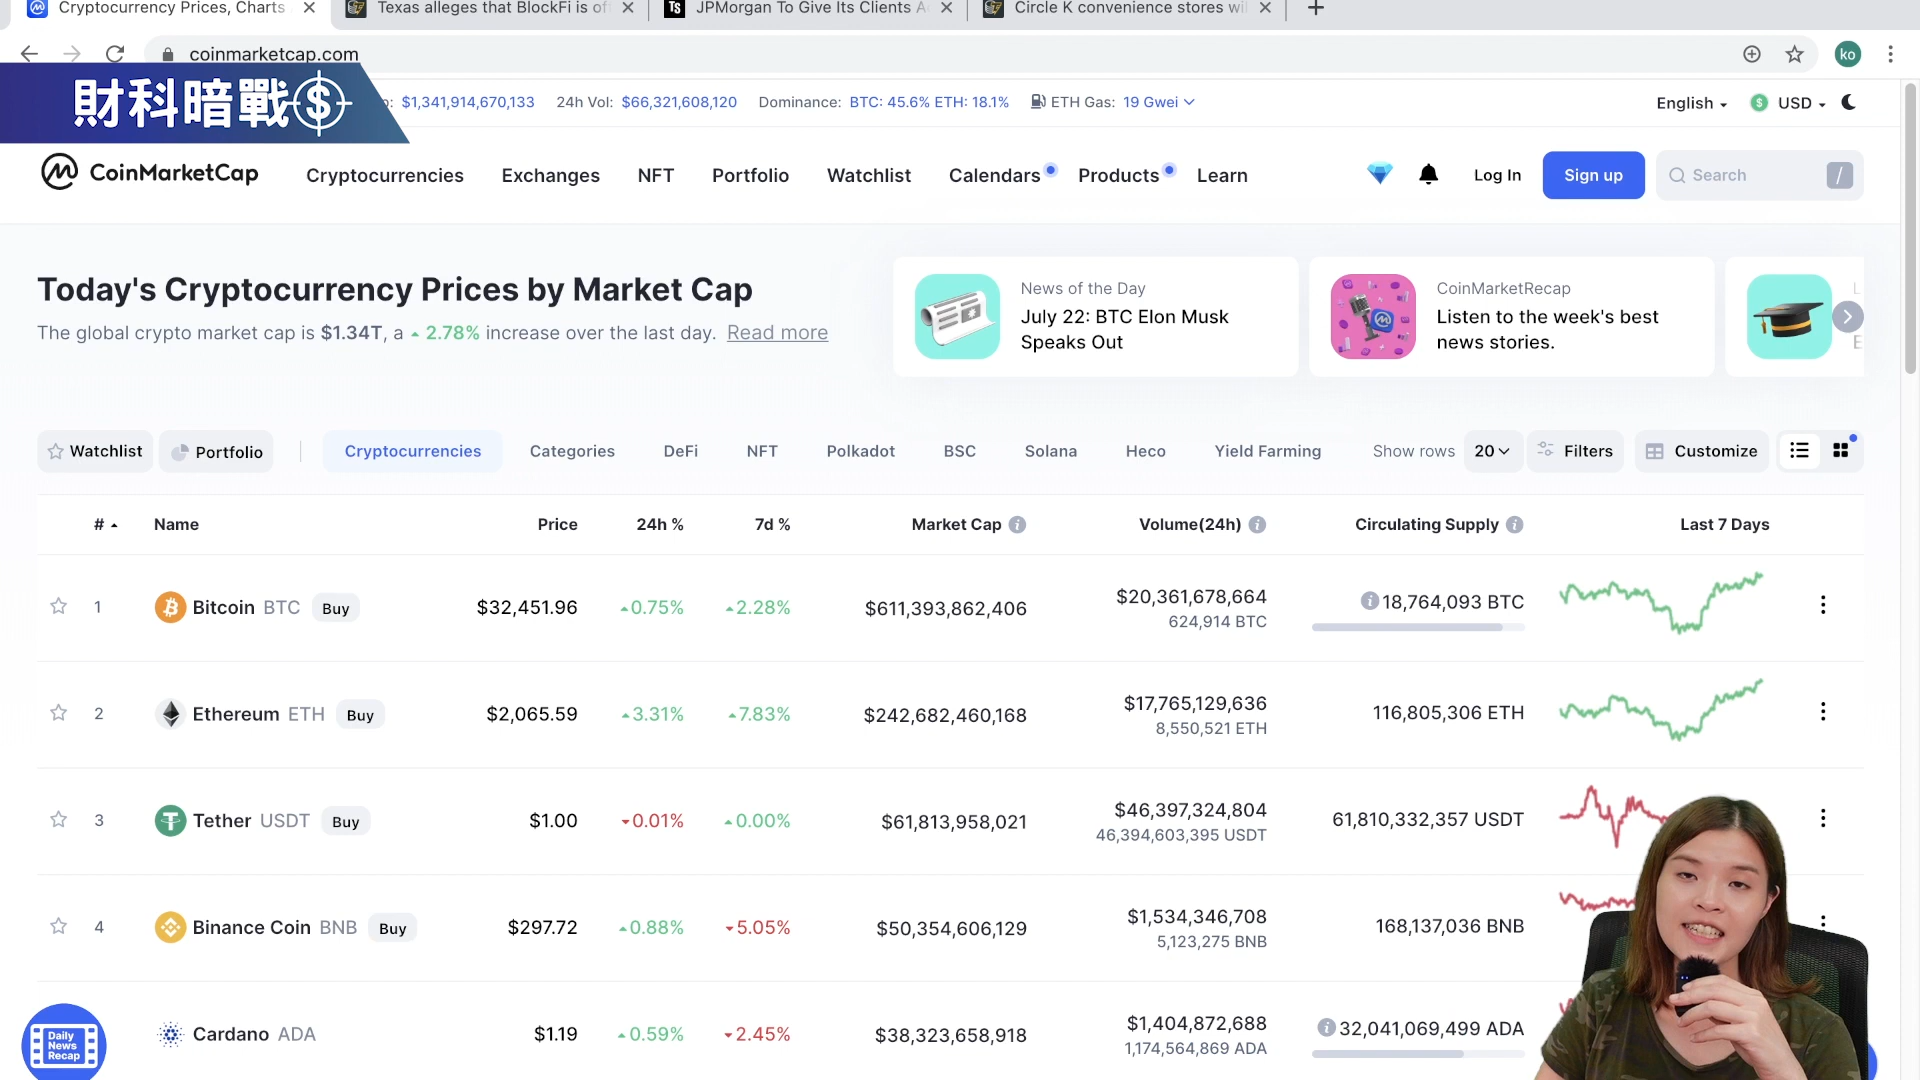 Cryptocurrency Prices, Charts
Texas alleges that BlockFi is of
JPMorgan To Give Its Clients A
Circle K convenience stores wi
coinmarketcap.com
ko
財科暗戰
$1,341,914,670,133 24h Vol: $66,321,608,120 Dominance: BTC: 45.6% ETH: 18.1% ETH Gas: 19 Gwei
English USD
CoinMarketCap
Cryptocurrencies Exchanges NFT Portfolio Watchlist Calendars Products Learn
Log In Sign up Search /
Today's Cryptocurrency Prices by Market Cap
The global crypto market cap is $1.34T, a 2.78% increase over the last day. Read more
News of the Day
July 22: BTC Elon Musk
Speaks Out
CoinMarketRecap
Listen to the week's best
news stories.
Watchlist Portfolio Cryptocurrencies Categories DeFi NFT Polkadot BSC Solana Heco Yield Farming Show rows 20 Filters Customize
# Name Price 24h % 7d % Market Cap Volume(24h) Circulating Supply Last 7 Days
1 Bitcoin BTC Buy $32,451.96 0.75% 2.28% $611,393,862,406 $20,361,678,664 18,764,093 BTC
624,914 BTC
2 Ethereum ETH Buy $2,065.59 3.31% 7.83% $242,682,460,168 $17,765,129,636 116,805,306 ETH
8,550,521 ETH
3 Tether USDT Buy $1.00 0.01% 0.00% $61,813,958,021 $46,397,324,804 61,810,332,357 USDT
46,394,603,395 USDT
4 Binance Coin BNB Buy $297.72 0.88% 5.05% $50,354,606,129 $1,534,346,708 168,137,036 BNB
5,123,275 BNB
Cardano ADA $1.19 0.59% 2.45% $38,323,658,918 $1,404,872,688 32,041,069,499 ADA
1,174,564,869 ADA
Daily
News
Recap